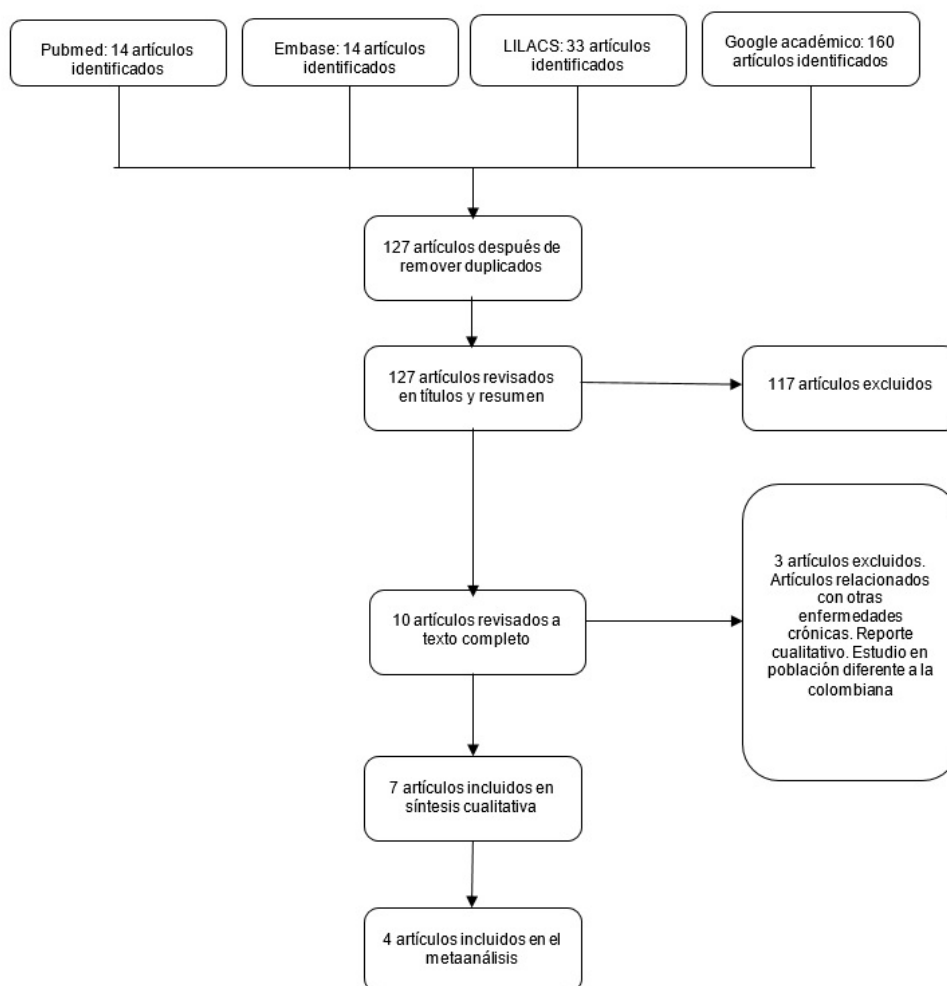 Pubmed: 14 artículos
identificados
Embase: 14 artículos
identificados
LILACS: 33 artículos
identificados
Google académico: 160
artículos identificados
127 artículos después de
remover duplicados
127 artículos revisados
en títulos y resumen
117 artículos excluidos
10 artículos revisados a
texto completo
3 artículos excluidos.
Artículos relacionados
con otras
enfermedades
crónicas. Reporte
cualitativo. Estudio en
población diferente a la
colombiana
7 artículos incluidos en
síntesis cualitativa
4 artículos incluidos en el
metaanálisis